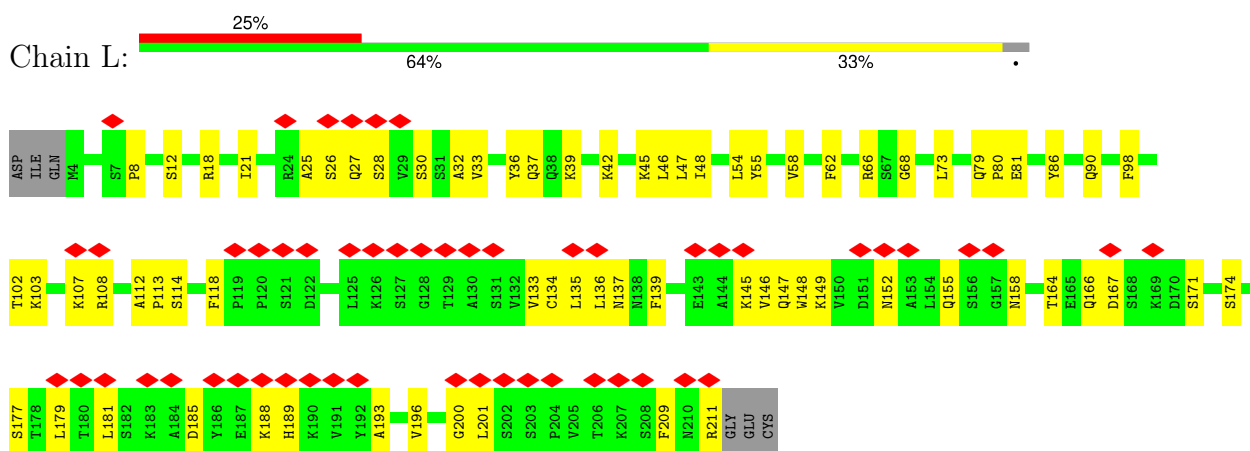 25%
Chain L:
64% 33% •
ASP ILE GLN M4 S7 P8 S12 R18 I21 R24 A25 S26 Q27 S28 V29 S30 S31 A32 V33 Y36 Q37 Q38 K39 K42 K45 L46 L47 I48 L54 Y55 V58 F62 R66 S67 G68 L73 Q79 P80 E81 Y86 Q90 F98
T102 K103 K107 R108 A112 P113 S114 F118 P119 P120 S121 D122 L125 K126 S127 G128 T129 A130 S131 V132 V133 C134 L135 L136 N137 N138 F139 E143 A144 K145 V146 Q147 W148 K149 V150 D151 N152 A153 L154 Q155 S156 G157 N158 T164 E165 Q166 D167 S168 K169 D170 S171 S174
S177 T178 L179 T180 L181 S182 K183 A184 D185 Y186 E187 K188 H189 K190 V191 Y192 A193 V196 G200 L201 S202 S203 P204 V205 T206 K207 S208 F209 N210 R211 GLY GLU CYS